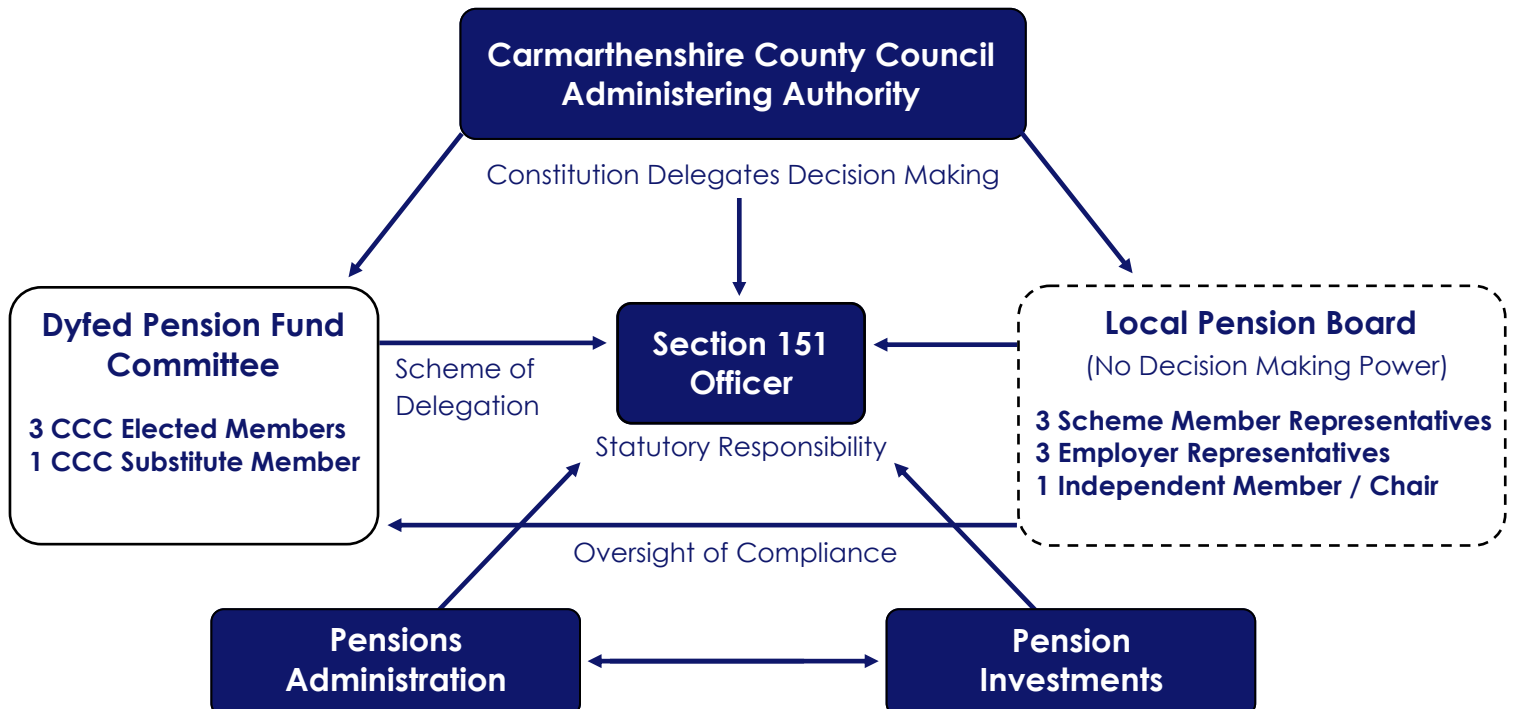 Carmarthenshire County Council
Administering Authority
Constitution Delegates Decision Making
Dyfed Pension Fund
Committee
3 CCC Elected Members
1 CCC Substitute Member
Scheme of
Delegation
Section 151
Officer
Statutory Responsibility
Local Pension Board
(No Decision Making Power)
3 Scheme Member Representatives
3 Employer Representatives
1 Independent Member / Chair
Oversight of Compliance
Pensions
Administration
Pension
Investments